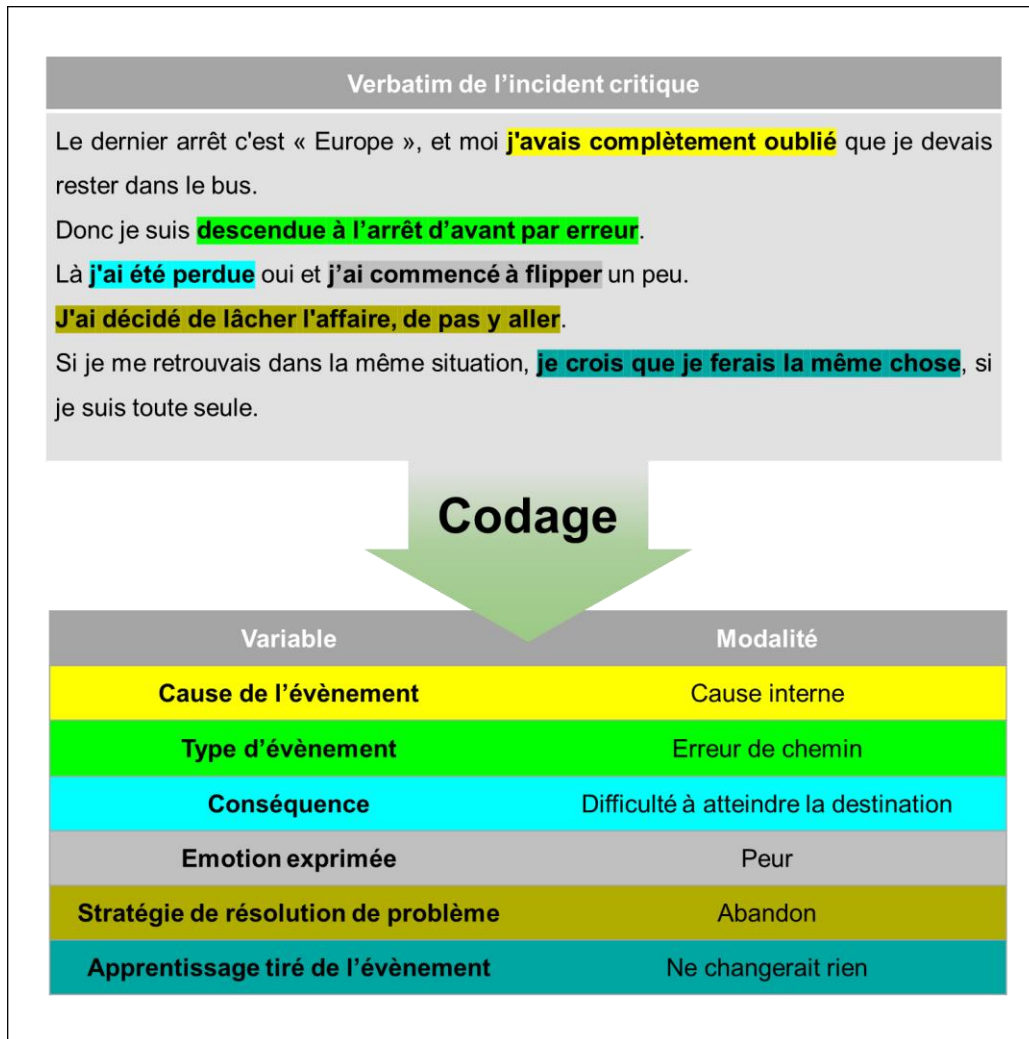 Verbatim de l'incident critique
Le dernier arrêt c'est « Europe », et moi j'avais complètement oublié que je devais
rester dans le bus.
Donc je suis descendue à l’arrêt d’avant par erreur.
Là j'ai été perdue oui et j’ai commencé à flipper un peu.
J'ai décidé de lâcher l'affaire, de pas y aller.
Si je me retrouvais dans la même situation, je crois que je ferais la même chose, si
je suis toute seule.
Codage
Variable Modalité
Cause de l’évènement Cause interne
Type d’évènement Erreur de chemin
Conséquence Difficulté à atteindre la destination
Emotion exprimée Peur
Stratégie de résolution de problème Abandon
Apprentissage tiré de l’évènement Ne changerait rien